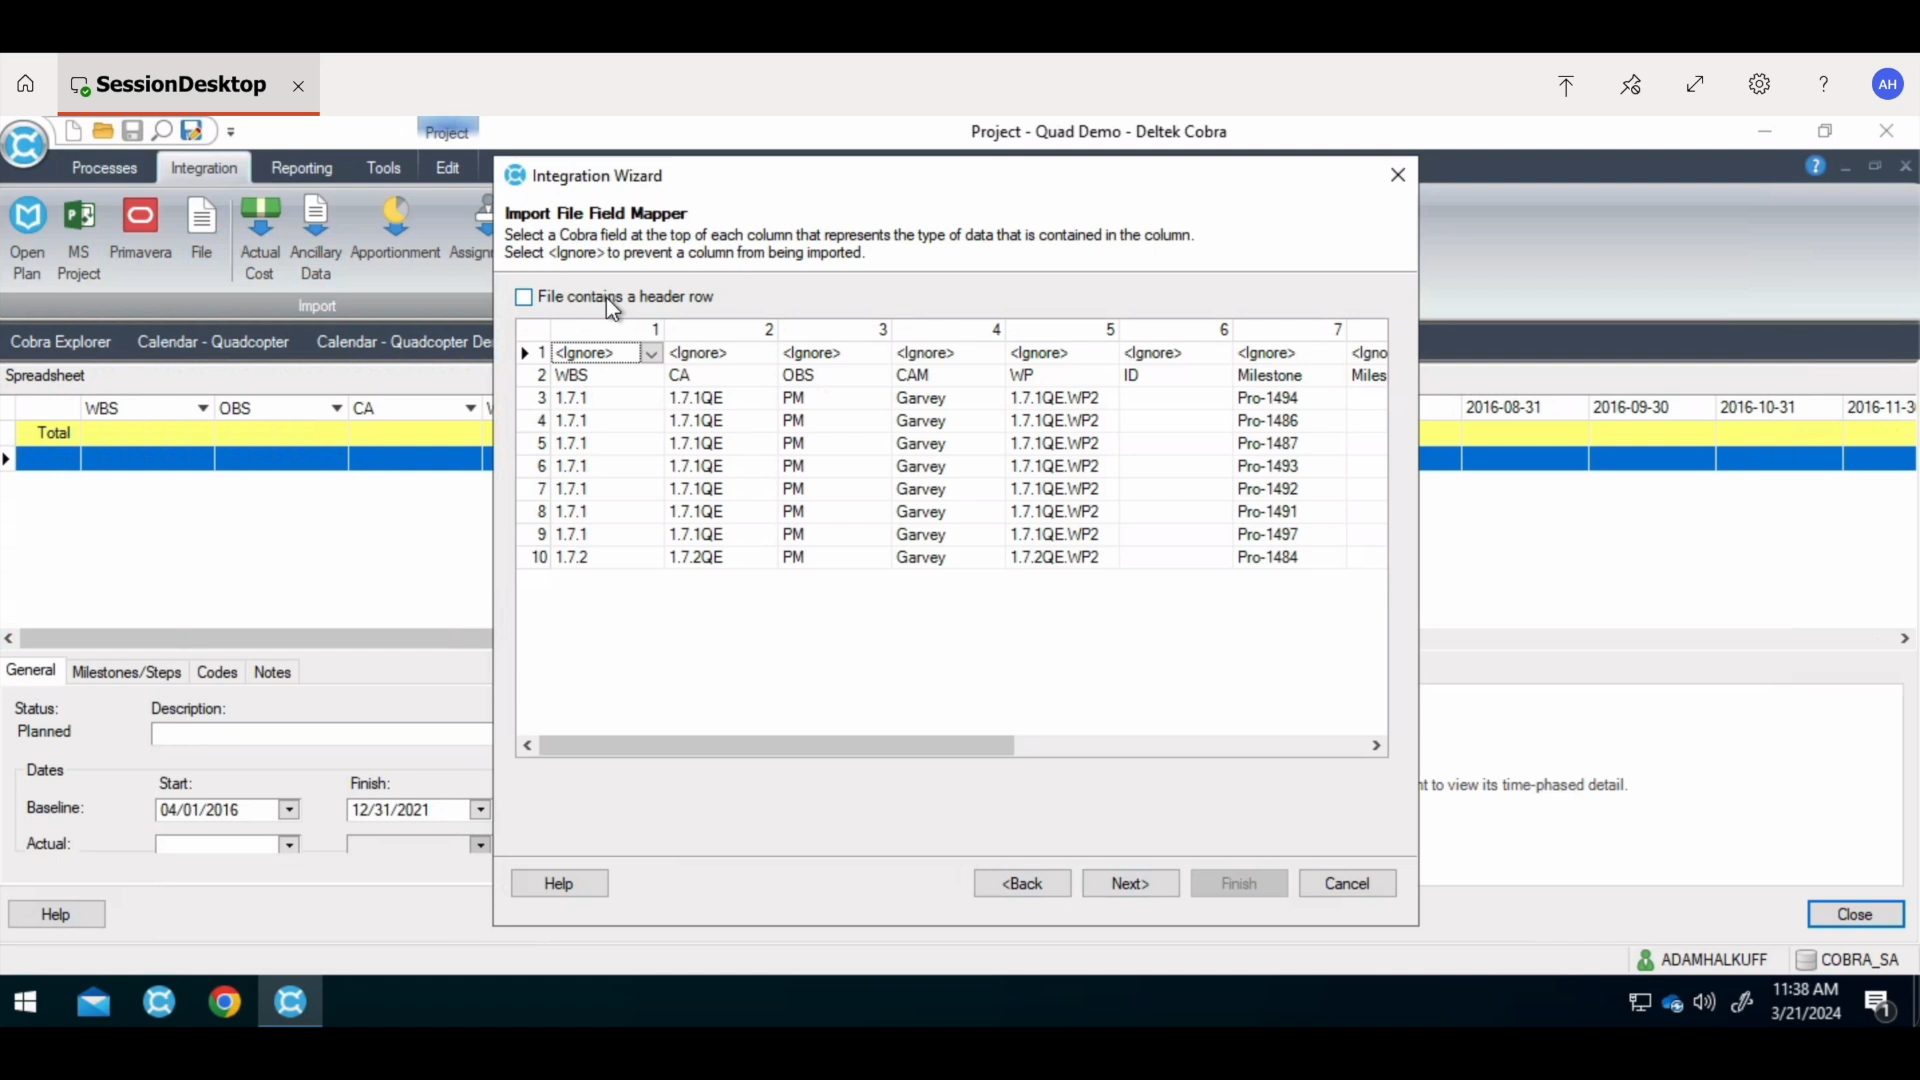 SessionDesktop
AH
Project
Project - Quad Demo - Deltek Cobra
Processes Integration Reporting Tools Edit
Open Plan
MS Project
Primavera
File
Actual Cost
Ancillary Data
Apportionment
Assign
Import
Cobra Explorer Calendar - Quadcopter Calendar - Quadcopter De
Spreadsheet
WBS OBS CA
Total
2016-08-31 2016-09-30 2016-10-31 2016-11-3
General Milestones/Steps Codes Notes
Status: Description:
Planned
Dates
Start: Finish:
Baseline: 04/01/2016 12/31/2021
Actual:
Help
Integration Wizard
Import File Field Mapper
Select a Cobra field at the top of each column that represents the type of data that is contained in the column.
Select <Ignore> to prevent a column from being imported.
File contains a header row
1 2 3 4 5 6 7
1 <Ignore> <Ignore> <Ignore> <Ignore> <Ignore> <Ignore> <Ignore> <Igno
2 WBS CA OBS CAM WP ID Milestone Miles
3 1.7.1 1.7.1QE PM Garvey 1.7.1QE.WP2 Pro-1494
4 1.7.1 1.7.1QE PM Garvey 1.7.1QE.WP2 Pro-1486
5 1.7.1 1.7.1QE PM Garvey 1.7.1QE.WP2 Pro-1487
6 1.7.1 1.7.1QE PM Garvey 1.7.1QE.WP2 Pro-1493
7 1.7.1 1.7.1QE PM Garvey 1.7.1QE.WP2 Pro-1492
8 1.7.1 1.7.1QE PM Garvey 1.7.1QE.WP2 Pro-1491
9 1.7.1 1.7.1QE PM Garvey 1.7.1QE.WP2 Pro-1497
10 1.7.2 1.7.2QE PM Garvey 1.7.2QE.WP2 Pro-1484
Help <Back Next> Finish Cancel
nt to view its time-phased detail.
Close
ADAMHALKUFF COBRA_SA
11:38 AM
3/21/2024
1